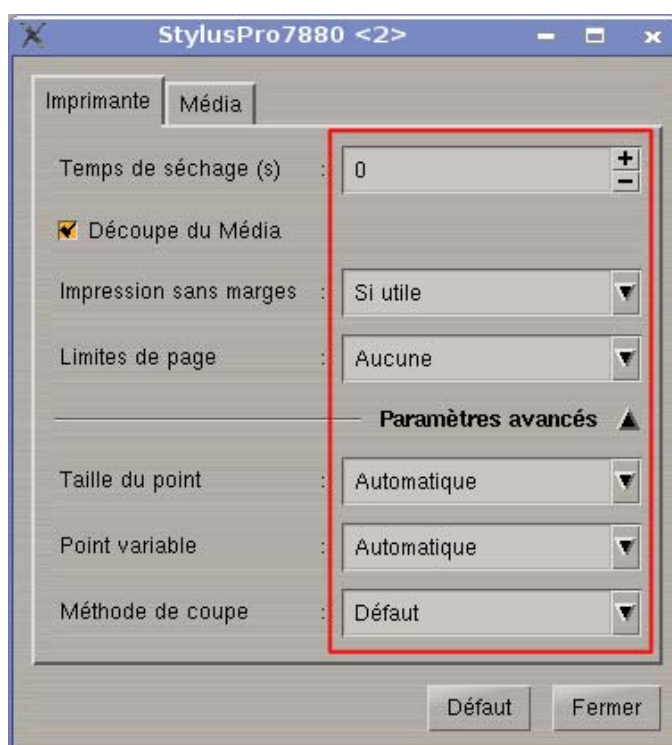 StylusPro7880 <2>
Imprimante Média
Temps de séchage (s) : 0
Découpe du Média
Impression sans marges : Si utile
Limites de page : Aucune
Paramètres avancés
Taille du point : Automatique
Point variable : Automatique
Méthode de coupe : Défaut
Défaut Fermer